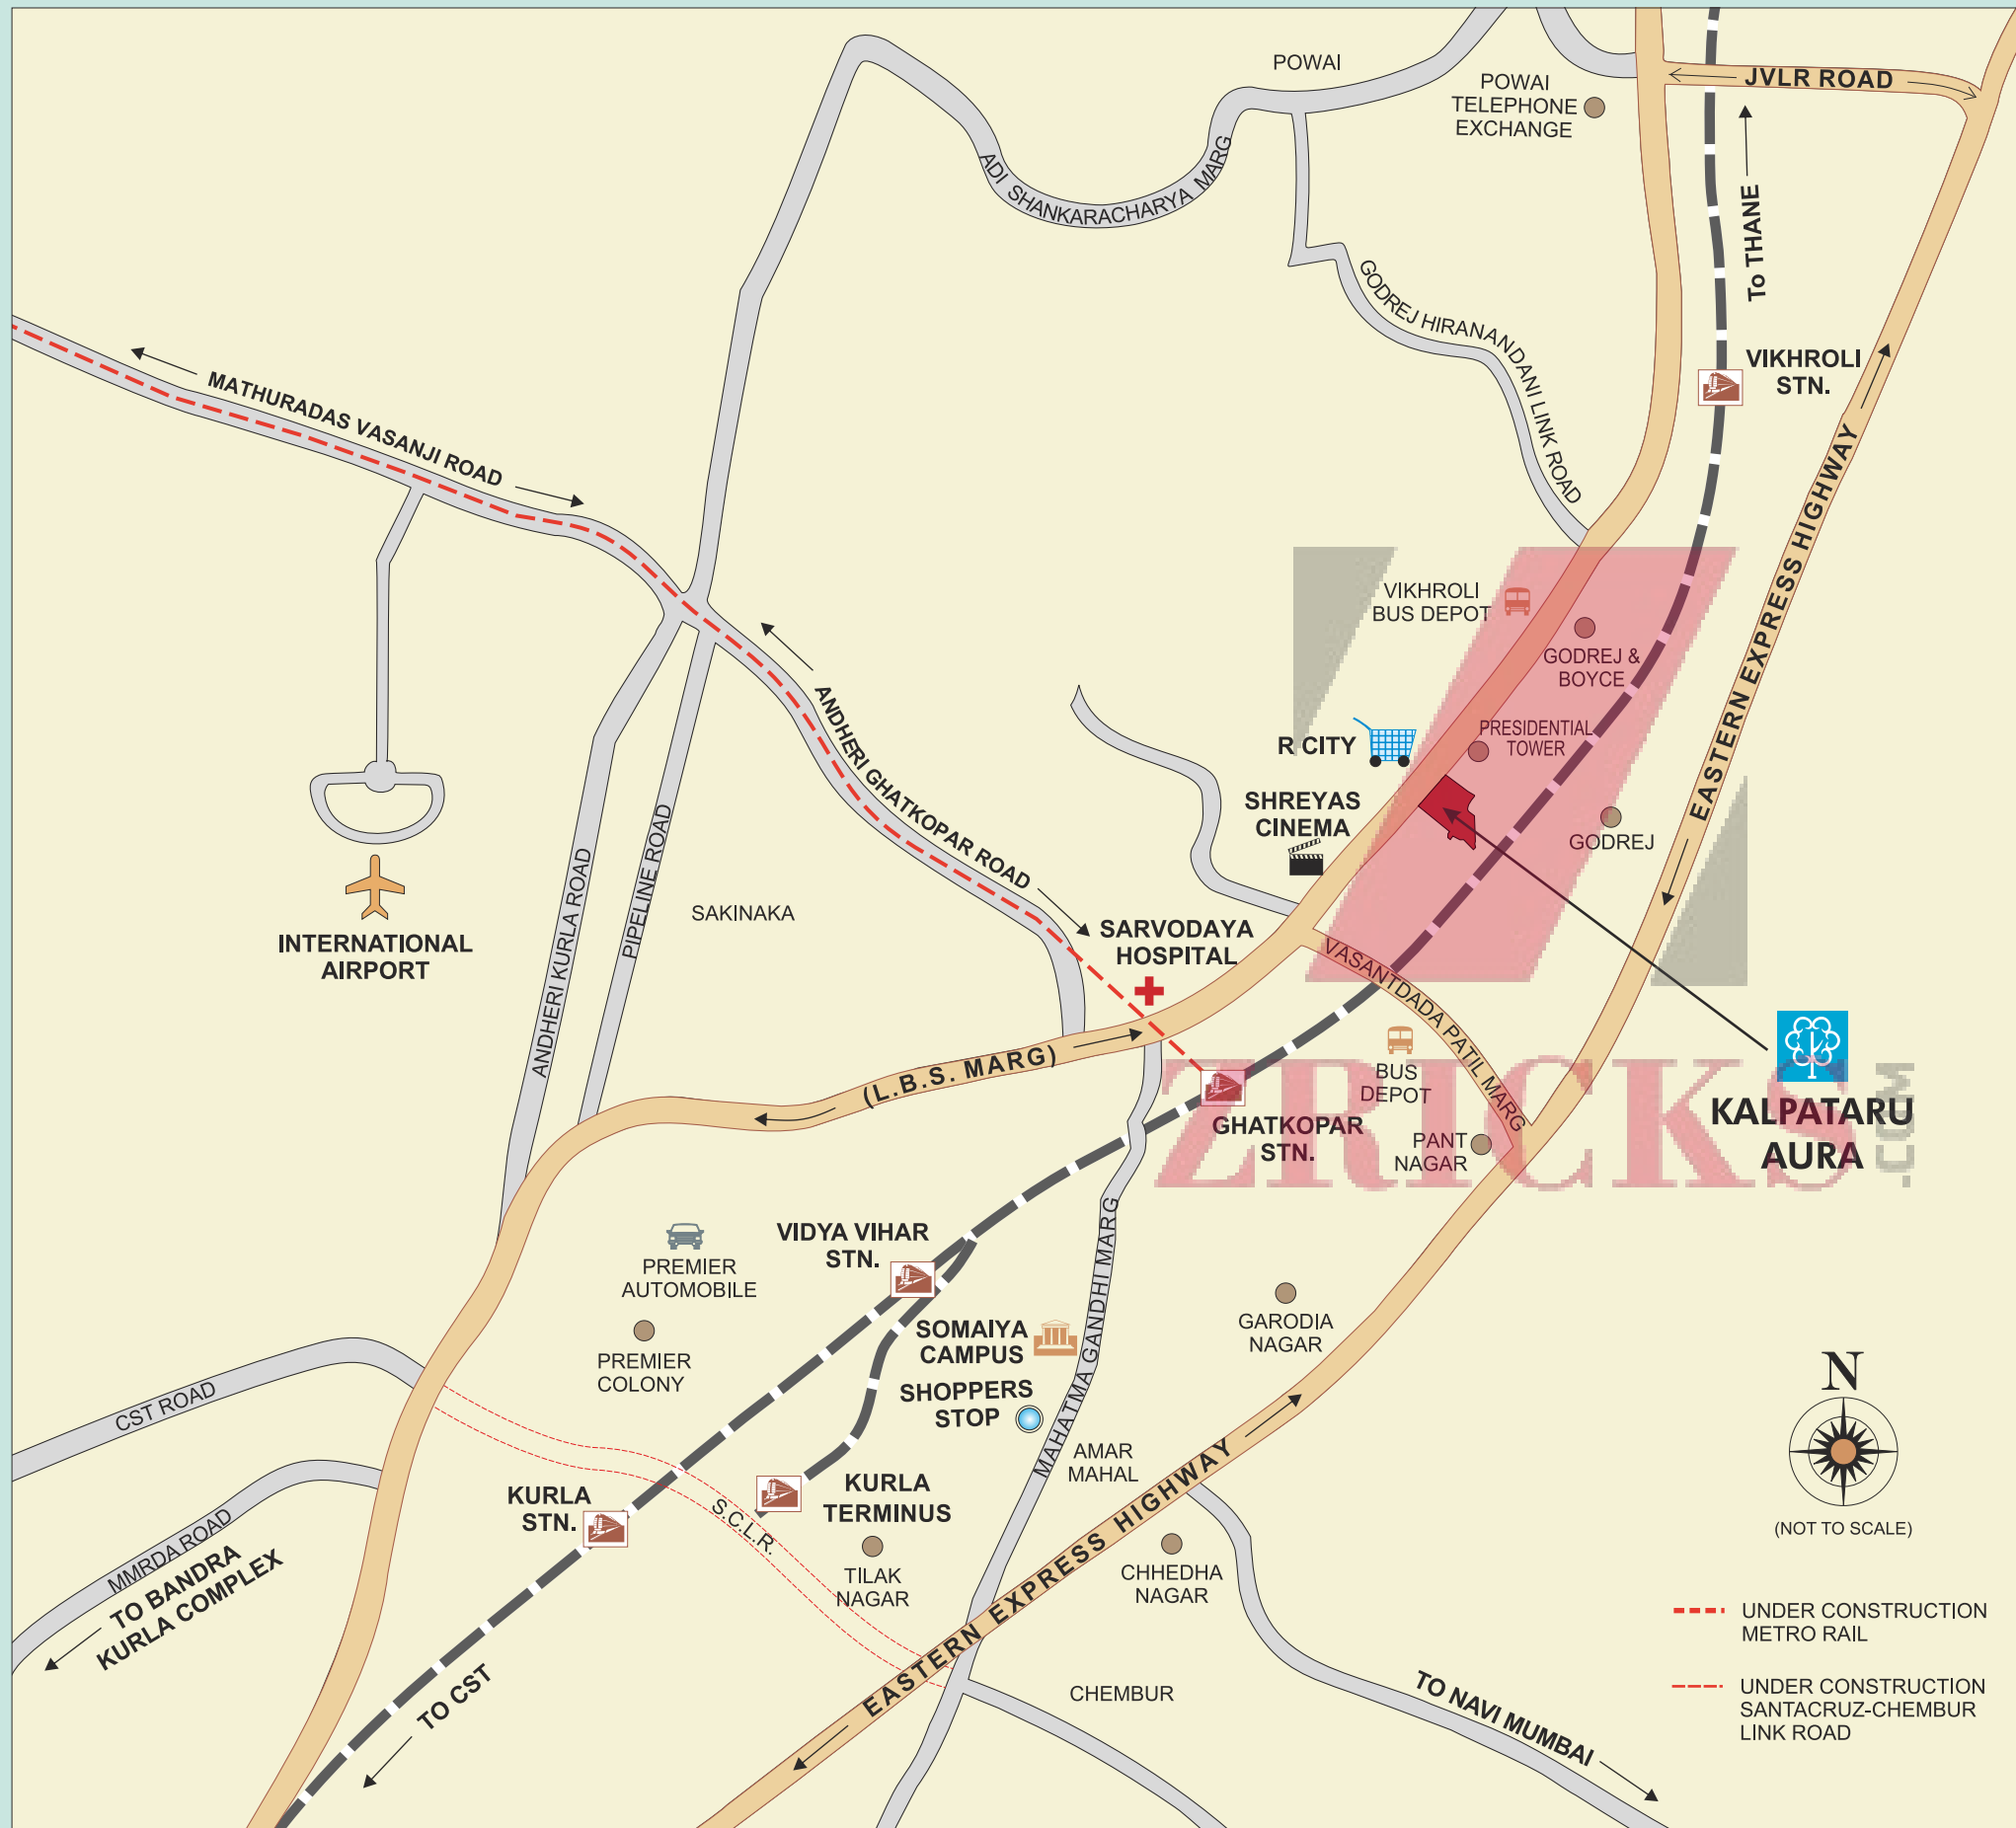 POWAI
POWAI
TELEPHONE
EXCHANGE
JVLR ROAD
ADI SHANKARACHARYA MARG
To THANE
GODREJ HIRANANDANI LINK ROAD
VIKHROLI
STN.
MATHURADAS VASANJI ROAD
EASTERN EXPRESS HIGHWAY
VIKHROLI
BUS DEPOT
GODREJ &
BOYCE
ANDHERI GHATKOPAR ROAD
PRESIDENTIAL
TOWER
R CITY
SHREYAS
CINEMA
GODREJ
ANDHERI KURLA ROAD
PIPELINE ROAD
SAKINAKA
INTERNATIONAL
AIRPORT
SARVODAYA
HOSPITAL
VASANTDADA PATIL MARG
(L.B.S. MARG)
BUS
DEPOT
ZRICKS
.COM
KALPATARU
AURA
GHATKOPAR
STN.
PANT
NAGAR
VIDYA VIHAR
STN.
MAHATMA GANDHI MARG
PREMIER
AUTOMOBILE
SOMAIYA
CAMPUS
GARODIA
NAGAR
PREMIER
COLONY
SHOPPERS
STOP
CST ROAD
N
AMAR
MAHAL
EASTERN EXPRESS HIGHWAY
KURLA
STN.
KURLA
TERMINUS
S.C.L.R.
(NOT TO SCALE)
MMRDA ROAD
TO BANDRA
KURLA COMPLEX
TILAK
NAGAR
CHHEDHA
NAGAR
UNDER CONSTRUCTION
METRO RAIL
TO CST
CHEMBUR
TO NAVI MUMBAI
UNDER CONSTRUCTION
SANTACRUZ-CHEMBUR
LINK ROAD